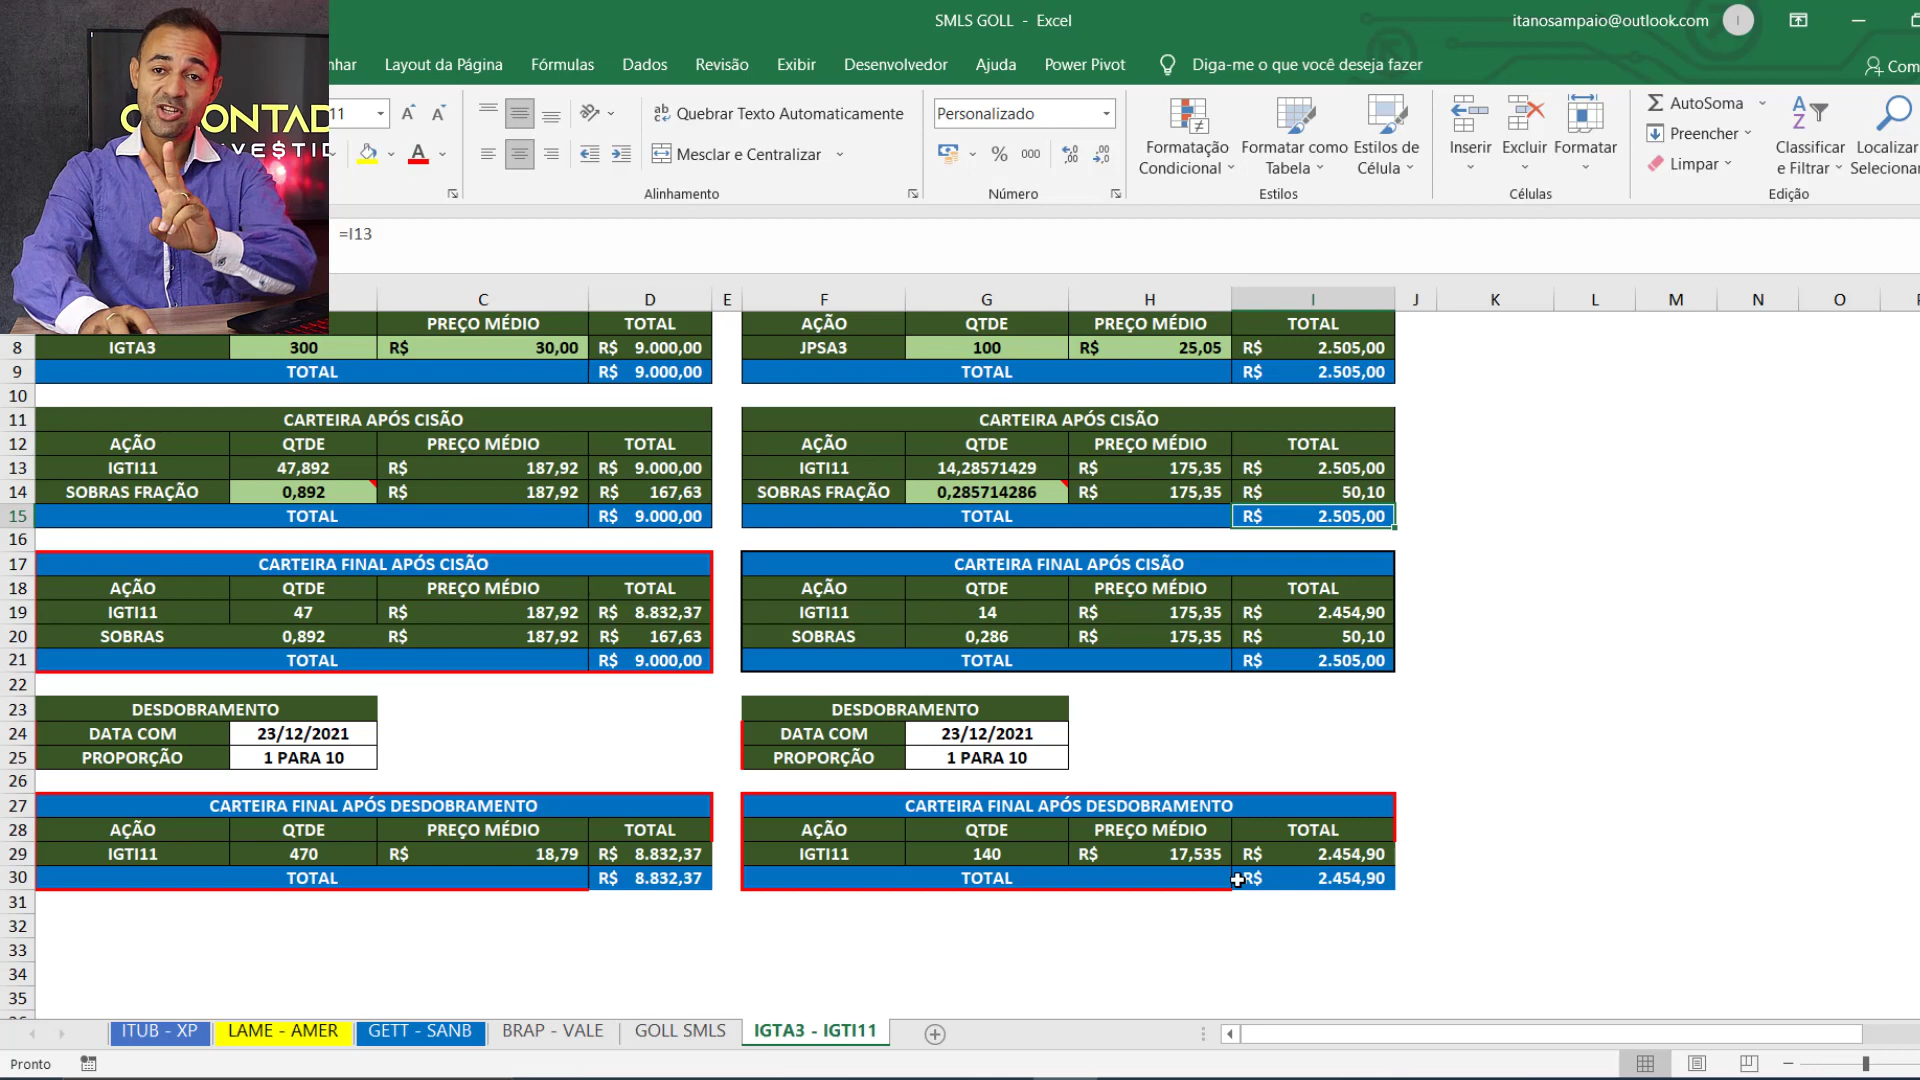 SMLS GOLL - Excel
itanosampaio@outlook.com
I
Layout da Página
Fórmulas
Dados
Revisão
Exibir
Desenvolvedor
Ajuda
Power Pivot
Diga-me o que você deseja fazer
11
Quebrar Texto Automaticamente
Mesclar e Centralizar
Alinhamento
Personalizado
% 000
Número
Formatação Condicional
Formatar como Tabela
Estilos de Célula
Estilos
Inserir
Excluir
Formatar
Células
AutoSoma
Preencher
Limpar
Classificar e Filtrar
Edição
=I13
C D E F G H I J K L M N O
PREÇO MÉDIO TOTAL AÇÃO QTDE PREÇO MÉDIO TOTAL
8 IGTA3 300 R$ 30,00 R$ 9.000,00 JPSA3 100 R$ 25,05 R$ 2.505,00
9 TOTAL R$ 9.000,00 TOTAL R$ 2.505,00
10
11 CARTEIRA APÓS CISÃO CARTEIRA APÓS CISÃO
12 AÇÃO QTDE PREÇO MÉDIO TOTAL AÇÃO QTDE PREÇO MÉDIO TOTAL
13 IGTI11 47,892 R$ 187,92 R$ 9.000,00 IGTI11 14,28571429 R$ 175,35 R$ 2.505,00
14 SOBRAS FRAÇÃO 0,892 R$ 187,92 R$ 167,63 SOBRAS FRAÇÃO 0,285714286 R$ 175,35 R$ 50,10
15 TOTAL R$ 9.000,00 TOTAL R$ 2.505,00
16
17 CARTEIRA FINAL APÓS CISÃO CARTEIRA FINAL APÓS CISÃO
18 AÇÃO QTDE PREÇO MÉDIO TOTAL AÇÃO QTDE PREÇO MÉDIO TOTAL
19 IGTI11 47 R$ 187,92 R$ 8.832,37 IGTI11 14 R$ 175,35 R$ 2.454,90
20 SOBRAS 0,892 R$ 187,92 R$ 167,63 SOBRAS 0,286 R$ 175,35 R$ 50,10
21 TOTAL R$ 9.000,00 TOTAL R$ 2.505,00
22
23 DESDOBRAMENTO DESDOBRAMENTO
24 DATA COM 23/12/2021 DATA COM 23/12/2021
25 PROPORÇÃO 1 PARA 10 PROPORÇÃO 1 PARA 10
26
27 CARTEIRA FINAL APÓS DESDOBRAMENTO CARTEIRA FINAL APÓS DESDOBRAMENTO
28 AÇÃO QTDE PREÇO MÉDIO TOTAL AÇÃO QTDE PREÇO MÉDIO TOTAL
29 IGTI11 470 R$ 18,79 R$ 8.832,37 IGTI11 140 R$ 17,535 R$ 2.454,90
30 TOTAL R$ 8.832,37 TOTAL R$ 2.454,90
31
32
33
34
35
ITUB - XP LAME - AMER GETT - SANB BRAP - VALE GOLL SMLS IGTA3 - IGTI11
Pronto